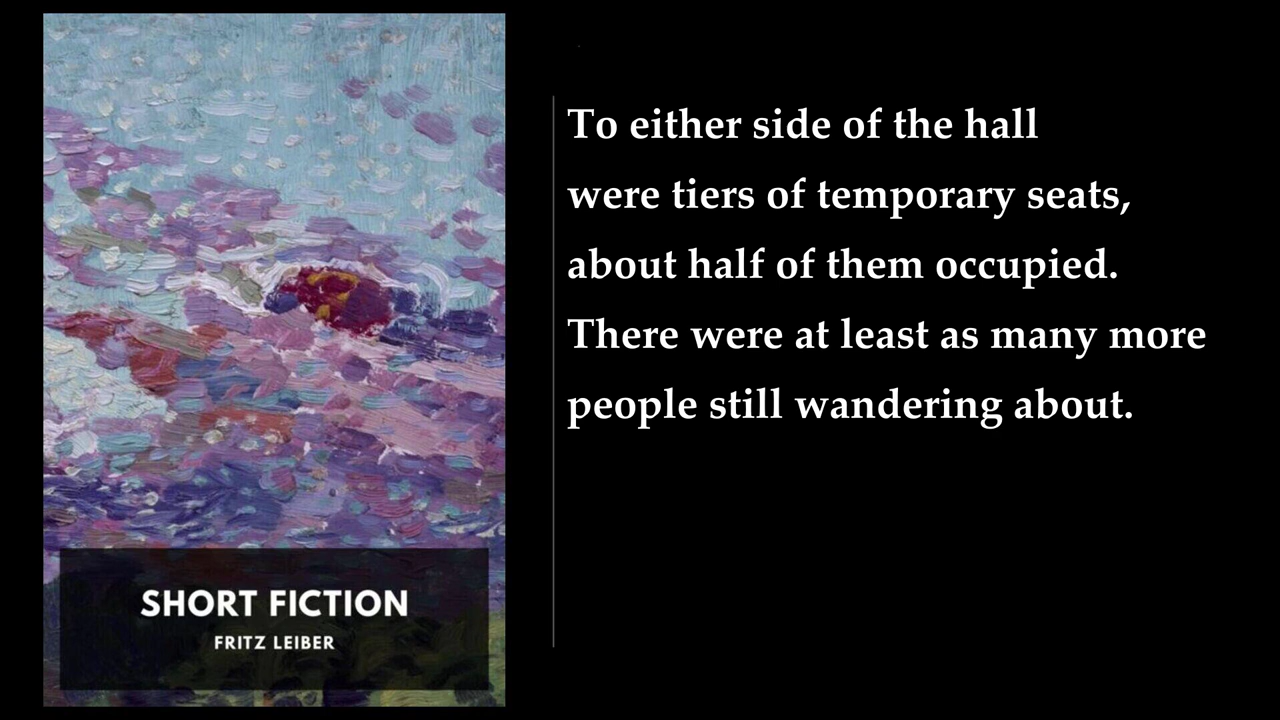 SHORT FICTION
FRITZ LEIBER
To either side of the hall
were tiers of temporary seats,
about half of them occupied.
There were at least as many more
people still wandering about.